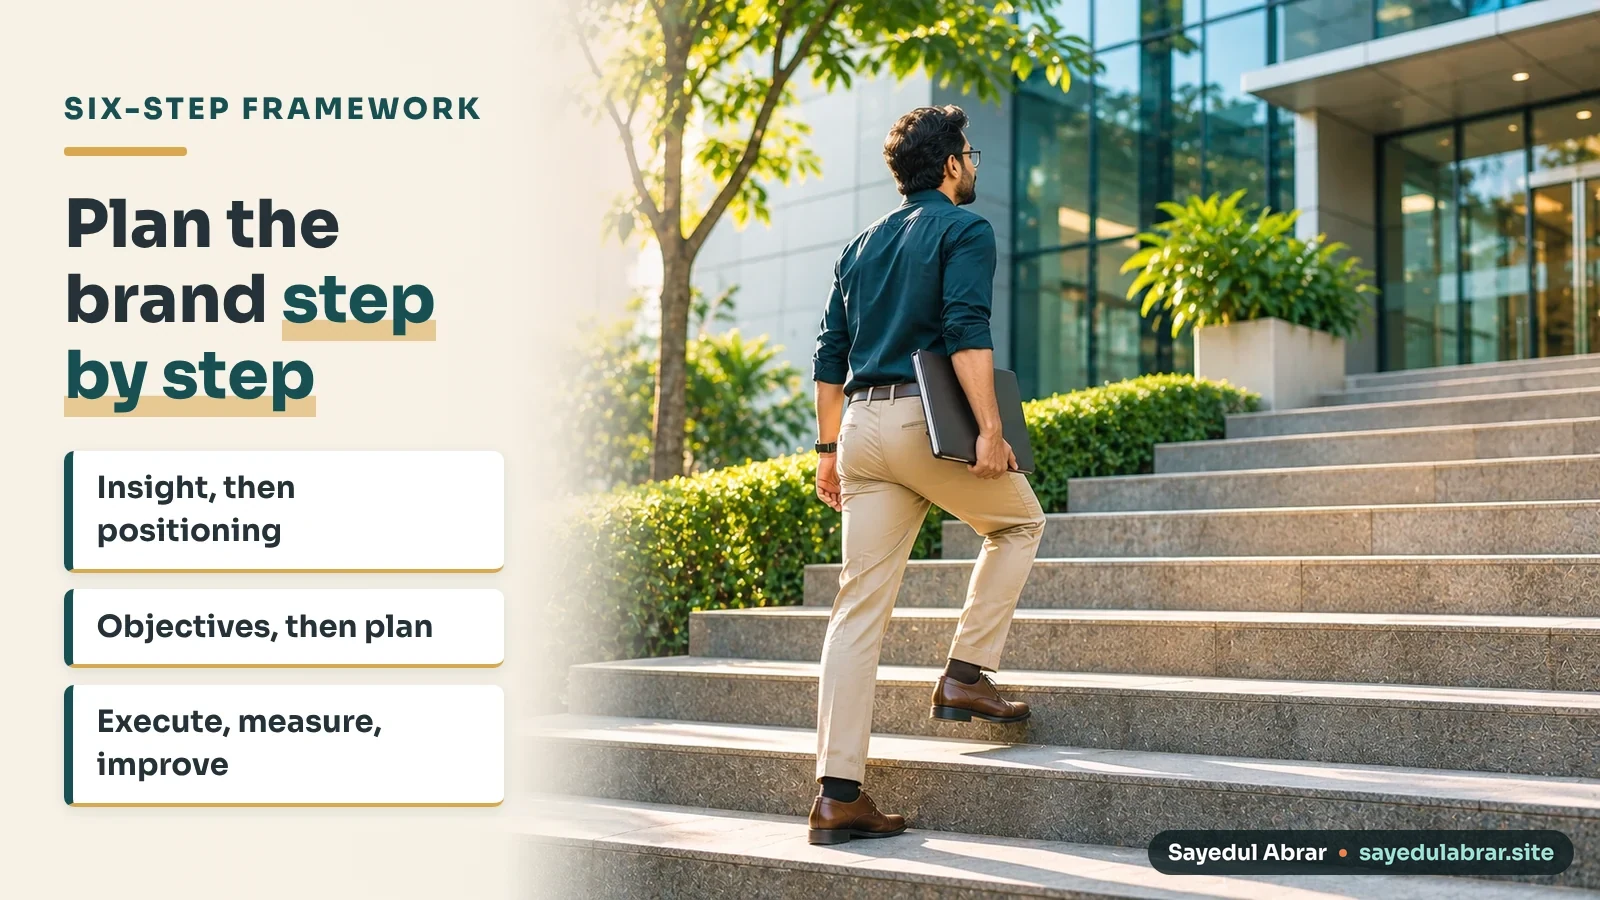 SIX-STEP FRAMEWORK
Plan the
brand step
by step
Insight, then
positioning
Objectives, then plan
Execute, measure,
improve
Sayedul Abrar • sayedulabrar.site